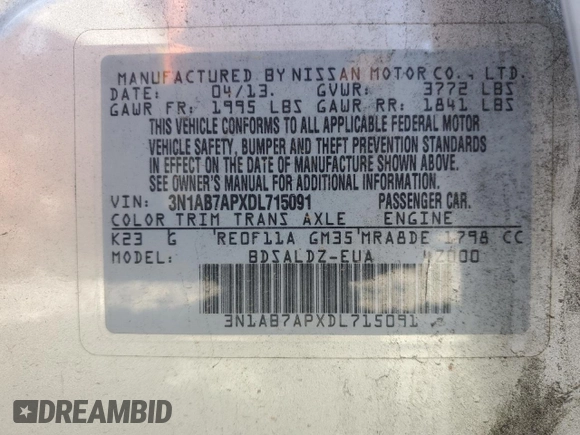 MANUFACTURED BY NISSAN MOTOR CO., LTD.
DATE: 04/13. GVWR: 3772 LBS
GAWR FR: 1995 LBS GAWR RR: 1841 LBS
THIS VEHICLE CONFORMS TO ALL APPLICABLE FEDERAL MOTOR
VEHICLE SAFETY, BUMPER AND THEFT PREVENTION STANDARDS
IN EFFECT ON THE DATE OF MANUFACTURE SHOWN ABOVE.
SEE OWNER'S MANUAL FOR ADDITIONAL INFORMATION.
VIN: 3N1AB7APXDL715091 PASSENGER CAR.
COLOR TRIM TRANS AXLE ENGINE
K23 G RE0F11A GM35 MRA8DE 1798 CC
MODEL: BDSALDZ-EUA 42000
3N1AB7APXDL715091
DREAMBID